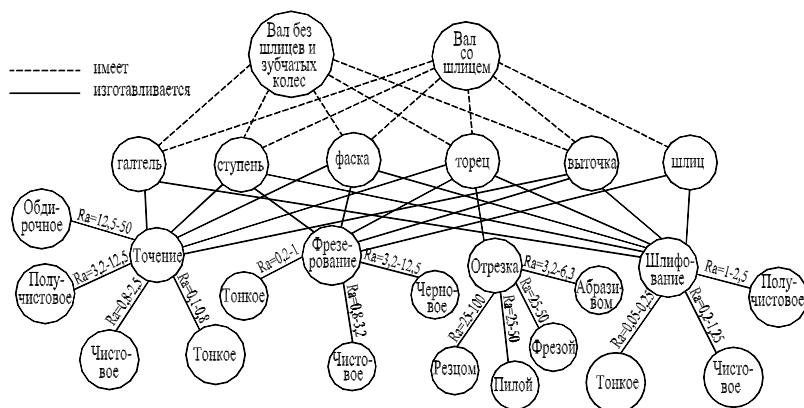 Вал без
шлицев и
зубчатых
колес
Вал
со
шлицем
имеет
изготавливается
галтель
ступень
фаска
торец
выточка
шлиц
Обди-
рочное
Ra=12,5-50
Точение
Ra=0,2-1
Фрезе-
рование
Ra=3,2-12,5
Отрезка
Ra=3,2-6,3
Абрази-
вом
Шлифо-
вание
Ra=1-2,5
Полу-
чистовое
Полу-
чистовое
Ra=3,2-12,5
Ra=0,8-2,5
Ra=0,1-0,8
Тонкое
Ra=0,8-3,2
Черно-
вое
Ra=25-100
Ra=25-50
Ra=25-50
Ra=0,05-0,25
Ra=0,2-1,25
Чисто-
вое
Тонкое
Чисто-
вое
Резцом
Пилой
Фрезой
Тонкое
Чисто-
вое